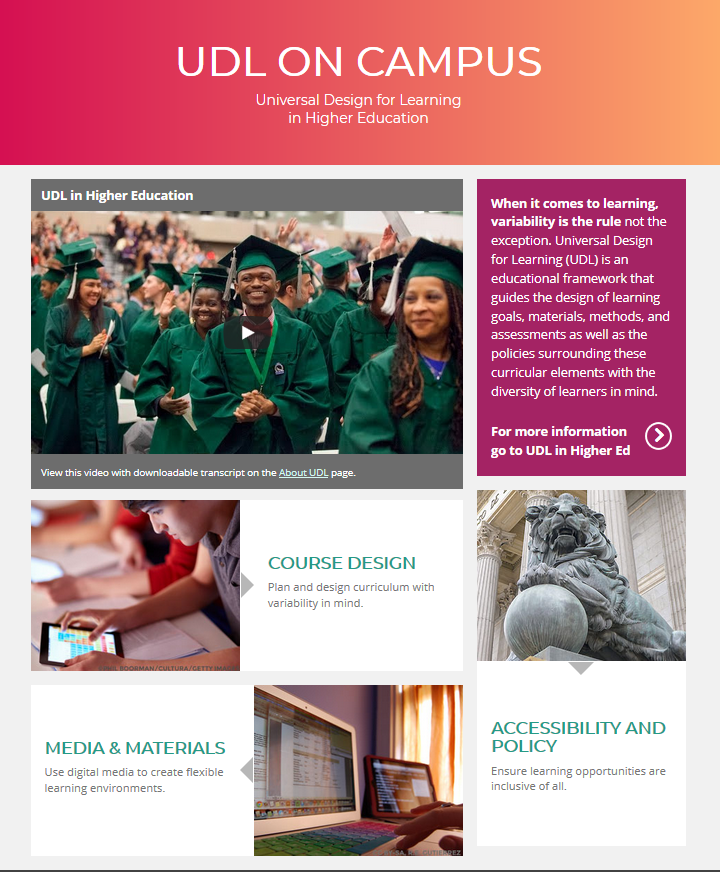 UDL ON CAMPUS
Universal Design for Learning
in Higher Education
UDL in Higher Education
View this video with downloadable transcript on the About UDL page.
When it comes to learning,
variability is the rule not the
exception. Universal Design
for Learning (UDL) is an
educational framework that
guides the design of learning
goals, materials, methods, and
assessments as well as the
policies surrounding these
curricular elements with the
diversity of learners in mind.
For more information
go to UDL in Higher Ed
COURSE DESIGN
Plan and design curriculum with
variability in mind.
BOORMAN/CULTURA/GETTY
MEDIA & MATERIALS
Use digital media to create flexible
learning environments.
ACCESSIBILITY AND
POLICY
Ensure learning opportunities are
inclusive of all.